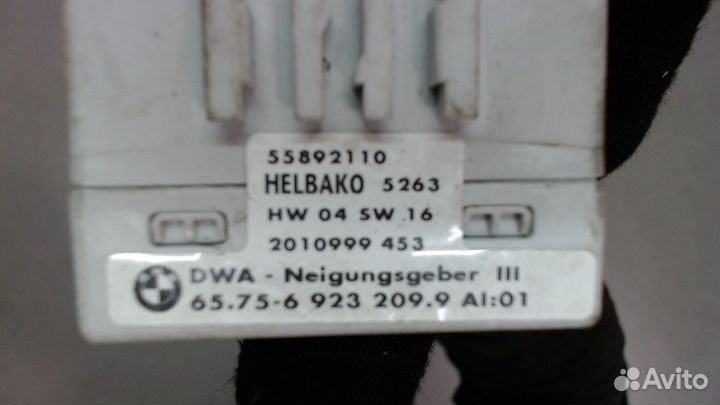 55892110
HELBAKO 5263
HW 04 SW 16
2010999 453
DWA - Neigungsgeber III
65.75-6 923 209.9 AI:01
Avito